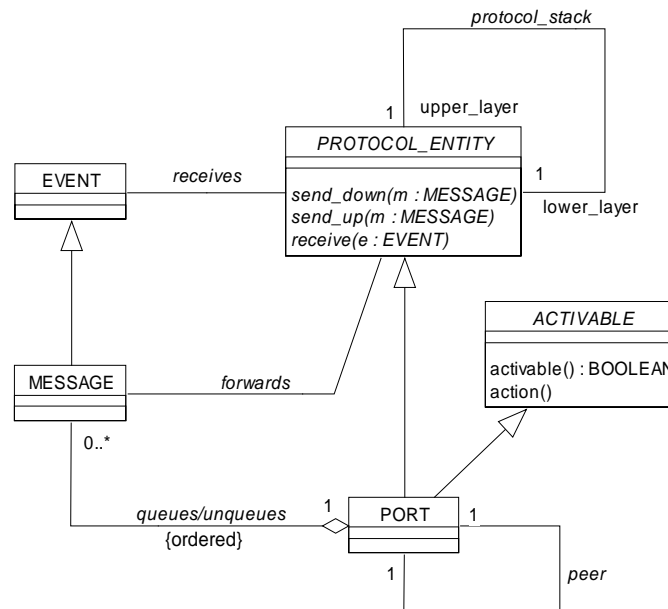 protocol_stack
1
upper_layer
PROTOCOL_ENTITY
EVENT
receives
1
send_down(m : MESSAGE)
lower_layer
send_up(m : MESSAGE)
receive(e : EVENT)
ACTIVABLE
MESSAGE
forwards
activable() : BOOLEAN
action()
0..*
queues/unqueues
1
PORT
1
{ordered}
1
peer